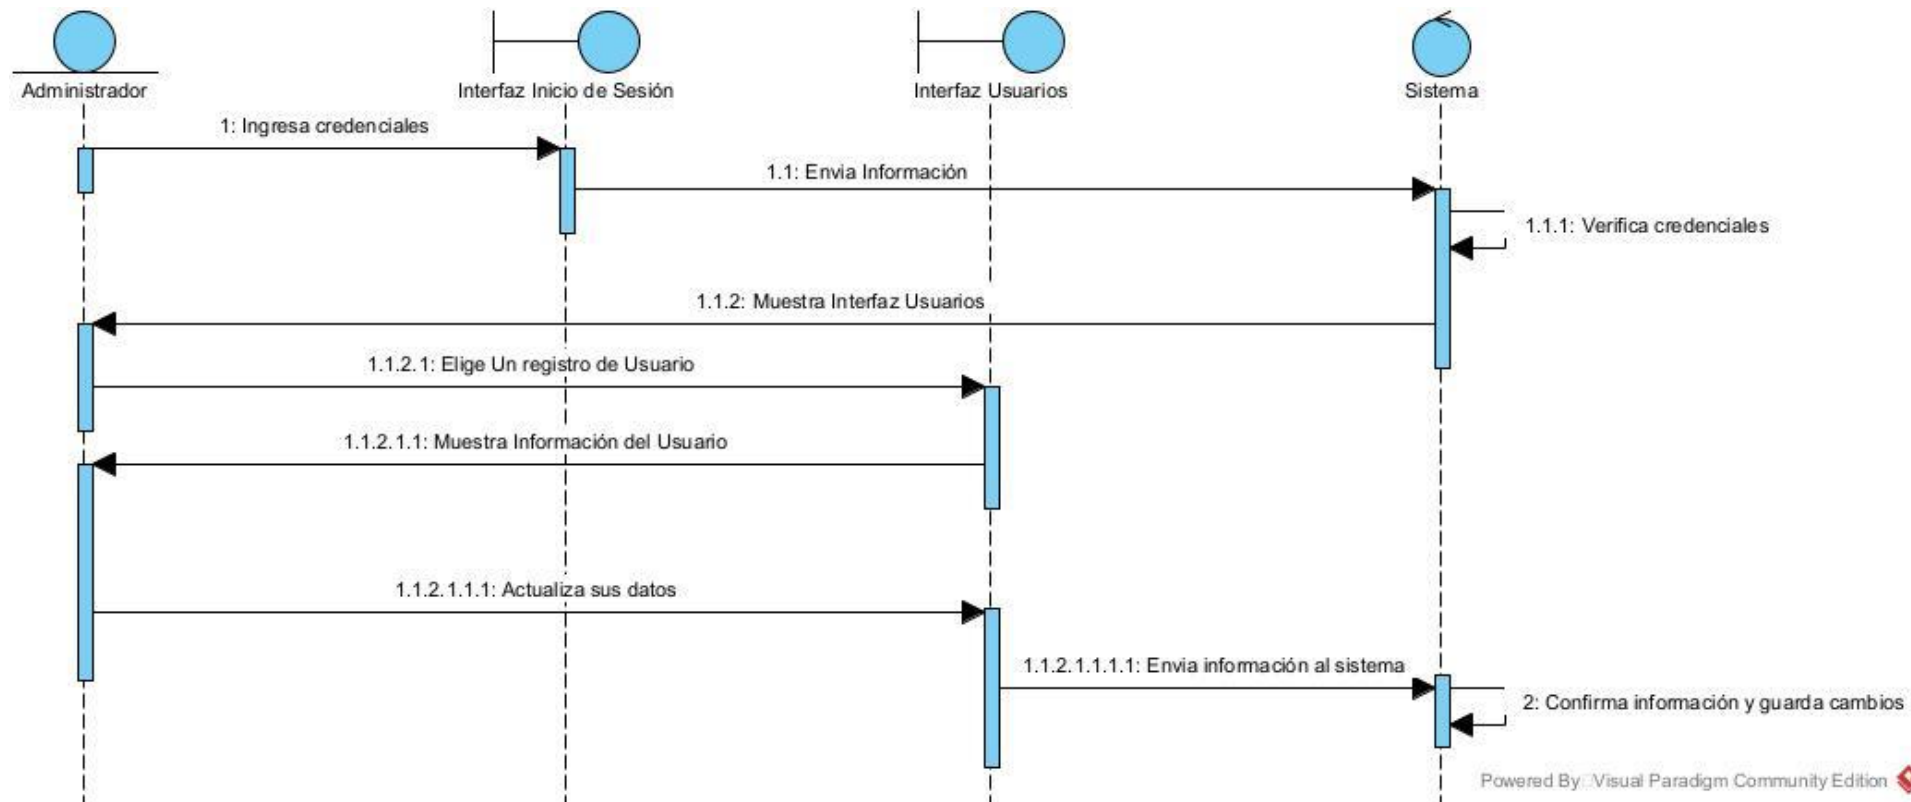 Administrador
Interfaz Inicio de Sesión
Interfaz Usuarios
Sistema
1: Ingresa credenciales
1.1: Envia Información
1.1.1: Verifica credenciales
1.1.2: Muestra Interfaz Usuarios
1.1.2.1: Elige Un registro de Usuario
1.1.2.1.1: Muestra Información del Usuario
1.1.2.1.1.1: Actualiza sus datos
1.1.2.1.1.1.1: Envia información al sistema
2: Confirma información y guarda cambios
Powered By Visual Paradigm Community Edition